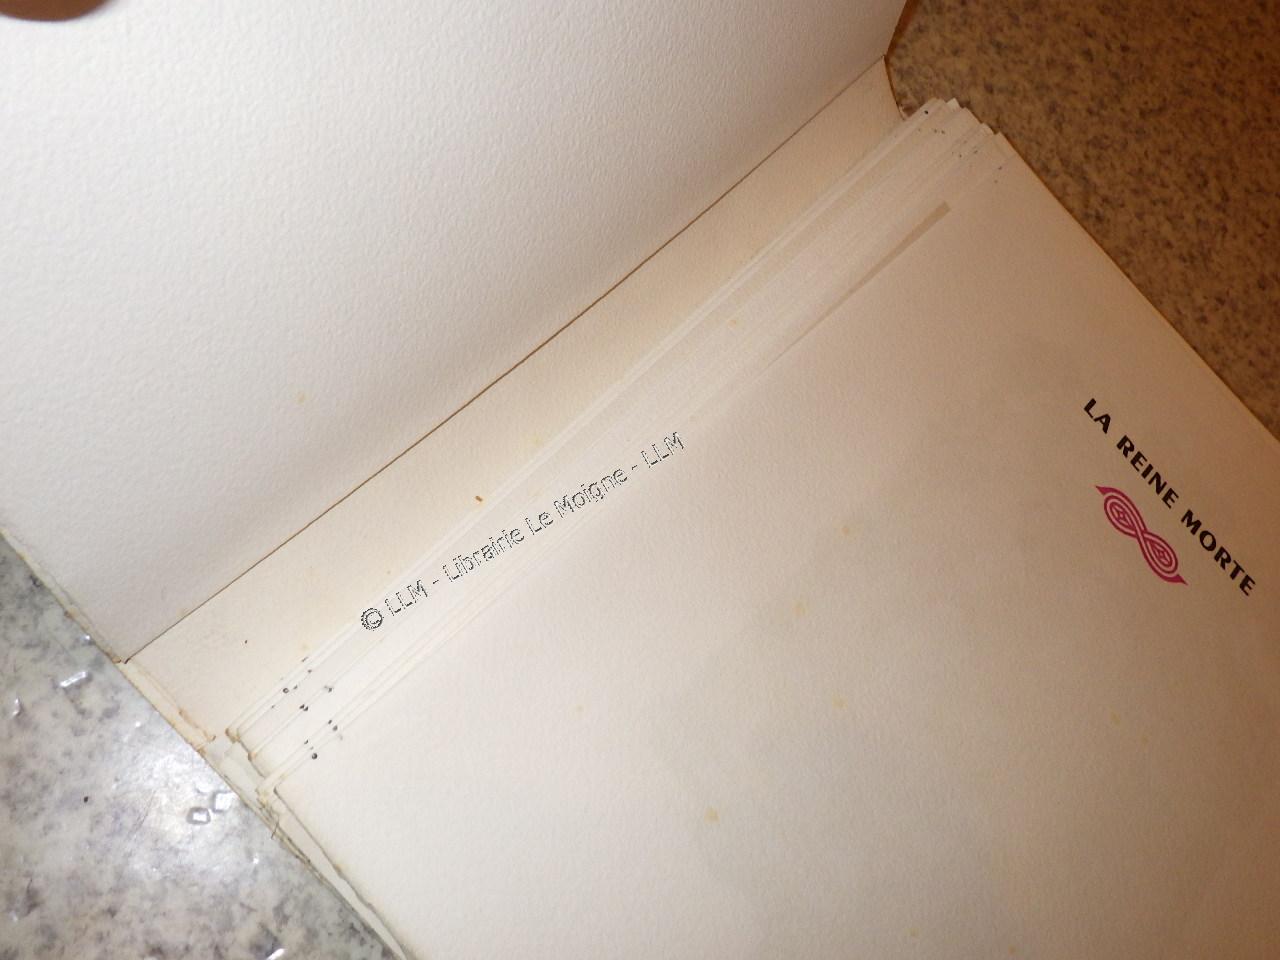 LA REINE MORTE
© LLM - Librairie Le Moigne - LLM